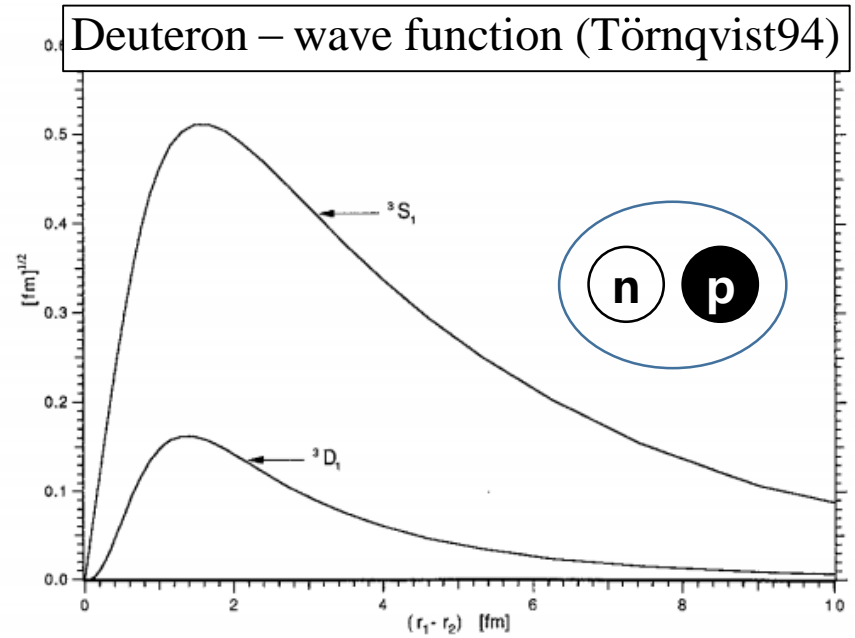 Deuteron – wave function (Törnqvist94)
0.5
0.4
0.3
0.2
0.1
0.0
[fm]^1/2
³S₁
³D₁
n p
0 2 4 6 8 10
(r₁- r₂) [fm]